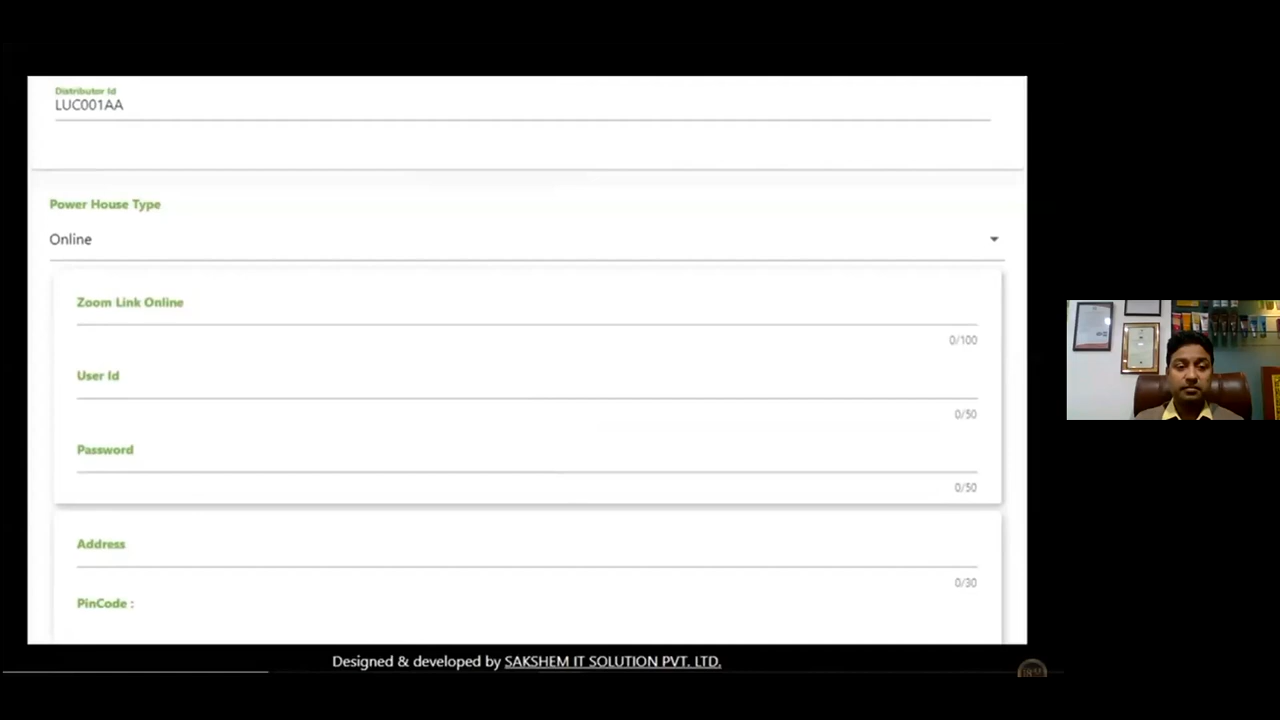 Distributor Id
LUC001AA
Power House Type
Online
Zoom Link Online
0/100
User Id
0/50
Password
0/50
Address
0/30
PinCode :
Designed & developed by SAKSHEM IT SOLUTION PVT. LTD.